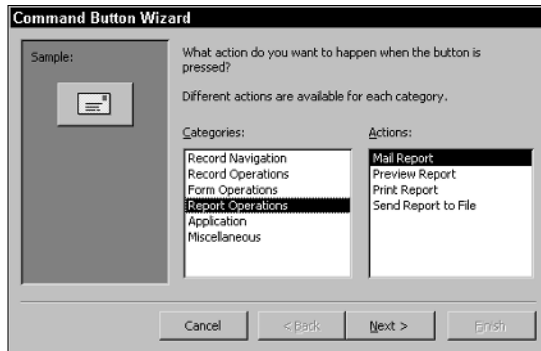 Command Button Wizard
Sample:
What action do you want to happen when the button is
pressed?
Different actions are available for each category.
Categories:
Record Navigation
Record Operations
Form Operations
Report Operations
Application
Miscellaneous
Actions:
Mail Report
Preview Report
Print Report
Send Report to File
Cancel
< Back
Next >
Finish